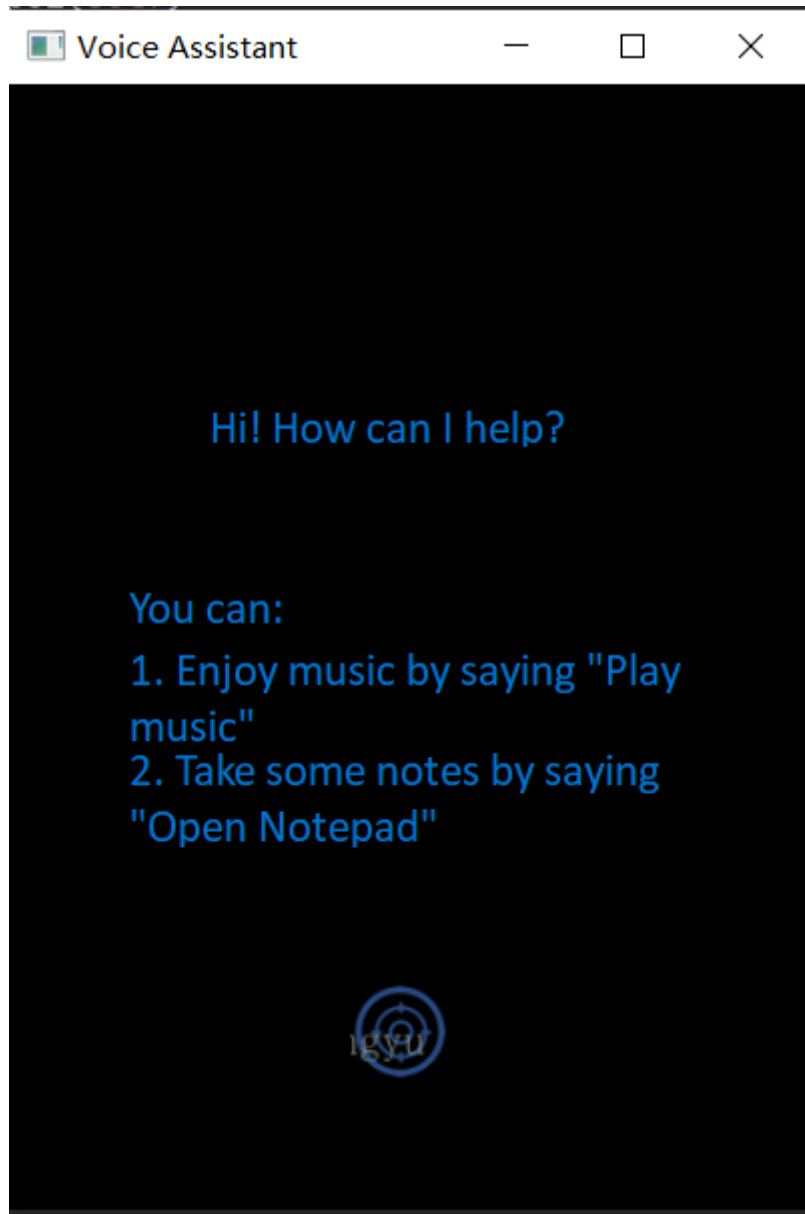 Voice Assistant
Hi! How can I help?
You can:
1. Enjoy music by saying "Play
music"
2. Take some notes by saying
"Open Notepad"